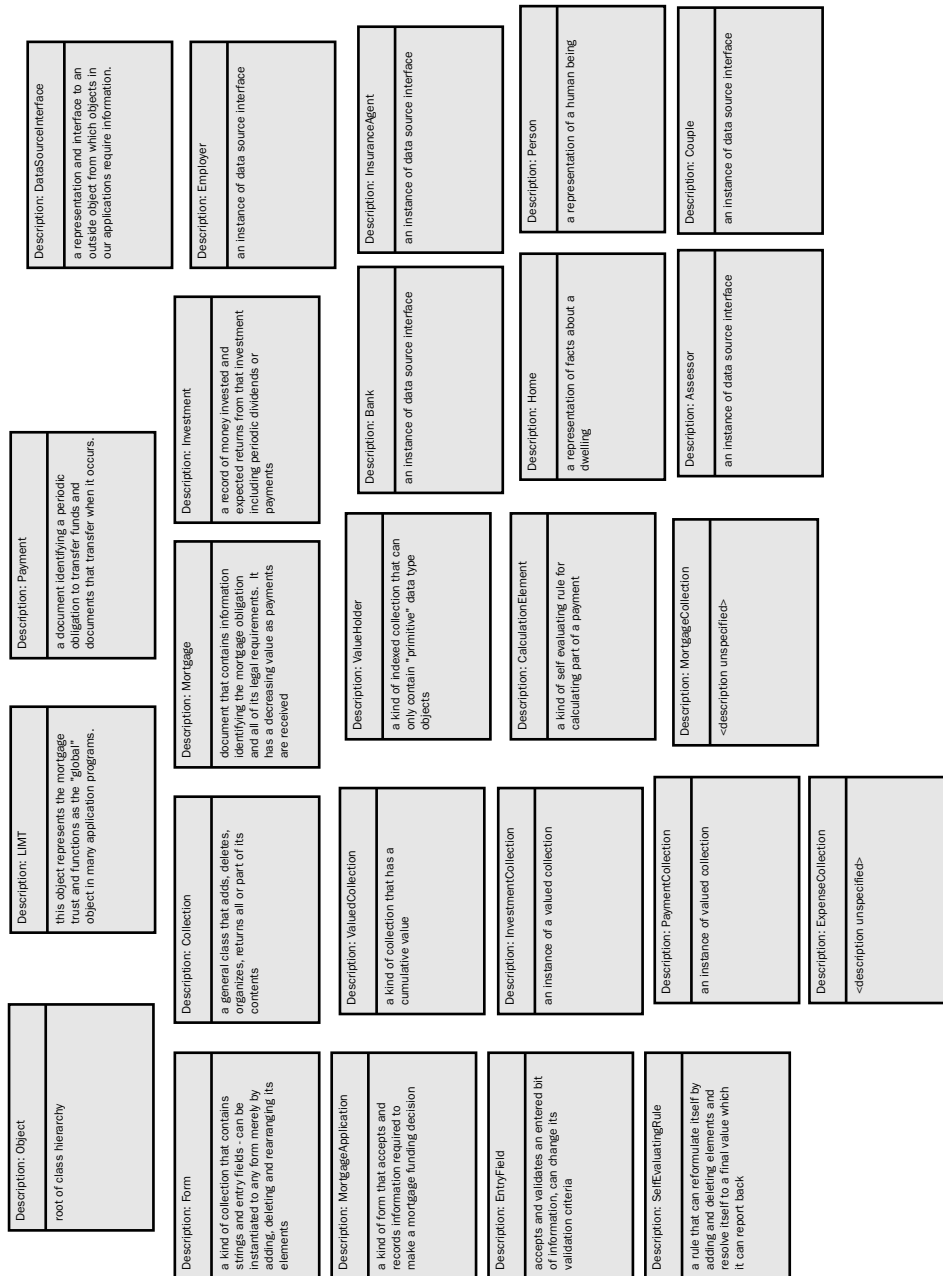 Description: Object
root of class hierarchy
Description: LIMT
this object represents the mortgage
trust and functions as the "global"
object in many application programs.
Description: Payment
a document identifying a periodic
obligation to transfer funds and
documents that transfer when it occurs.
Description: DataSourceInterface
a representation and interface to an
outside object from which objects in
our applications require information.
Description: Form
a kind of collection that contains
strings and entry fields - can be
instantiated to any form merely by
adding, deleting and rearranging its
elements
Description: Collection
a general class that adds, deletes,
organizes, returns all or part of its
contents
Description: Mortgage
document that contains information
identifying the mortgage obligation
and all of its legal requirements. It
has a decreasing value as payments
are received
Description: Investment
a record of money invested and
expected returns from that investment
including periodic dividends or
payments
Description: Employer
an instance of data source interface
Description: MortgageApplication
a kind of form that accepts and
records information required to
make a mortgage funding decision
Description: ValuedCollection
a kind of collection that has a
cumulative value
Description: ValueHolder
a kind of indexed collection that can
only contain "primitive" data type
objects
Description: Bank
an instance of data source interface
Description: InsuranceAgent
an instance of data source interface
Description: EntryField
accepts and validates an entered bit
of information, can change its
validation criteria
Description: InvestmentCollection
an instance of a valued collection
Description: CalculationElement
a kind of self evaluating rule for
calculating part of a payment
Description: Home
a representation of facts about a
dwelling
Description: Person
a representation of a human being
Description: SelfEvaluatingRule
a rule that can reformulate itself by
adding and deleting elements and
resolve itself to a final value which
it can report back
Description: PaymentCollection
an instance of valued collection
Description: MortgageCollection
<description unspecified>
Description: Assessor
an instance of data source interface
Description: Couple
an instance of data source interface
Description: ExpenseCollection
<description unspecified>